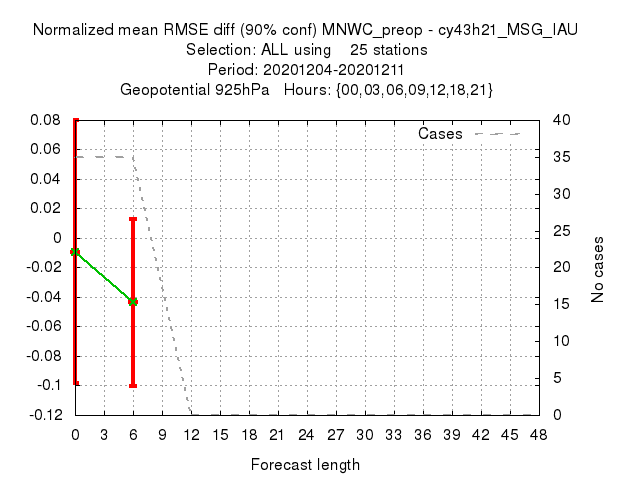 Normalized mean RMSE diff (90% conf) MNWC_preop - cy43h21_MSG_IAU
Selection: ALL using 25 stations
Period: 20201204-20201211
Geopotential 925hPa Hours: {00,03,06,09,12,18,21}
Cases
0.08
0.06
0.04
0.02
0
-0.02
-0.04
-0.06
-0.08
-0.1
-0.12
40
35
30
25
20
15
10
5
0
No cases
0 3 6 9 12 15 18 21 24 27 30 33 36 39 42 45 48
Forecast length